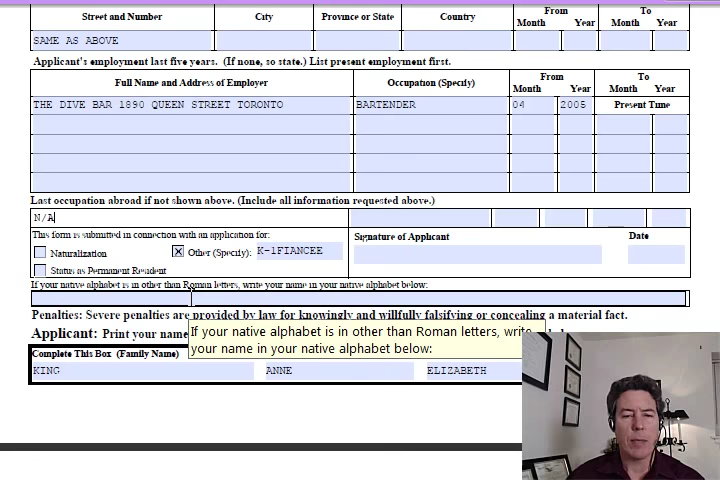 Street and Number City Province or State Country From Month Year To Month Year
SAME AS ABOVE
Applicant's employment last five years. (If none, so state.) List present employment first.
Full Name and Address of Employer Occupation (Specify) From Month Year To Month Year
THE DIVE BAR 1890 QUEEN STREET TORONTO BARTENDER 04 2005 Present Time
Last occupation abroad if not shown above. (Include all information requested above.)
N/A
This form is submitted in connection with an application for:
Naturalization Other (Specify): K-1FIANCEE
Status as Permanent Resident
Signature of Applicant Date
If your native alphabet is in other than Roman letters, write your name in your native alphabet below:
Penalties: Severe penalties are provided by law for knowingly and willfully falsifying or concealing a material fact.
Applicant: Print your name
If your native alphabet is in other than Roman letters, write
your name in your native alphabet below:
Complete This Box (Family Name)
KING ANNE ELIZABETH